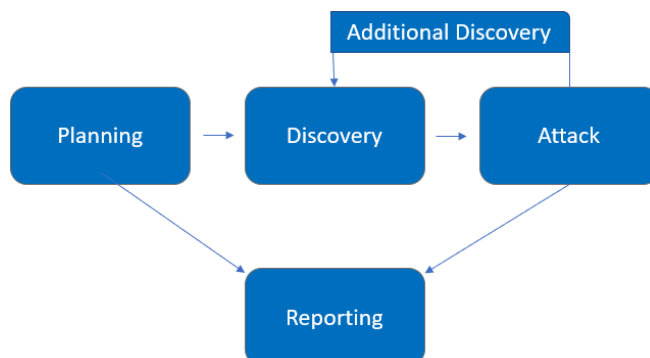 Additional Discovery
Planning
Discovery
Attack
Reporting